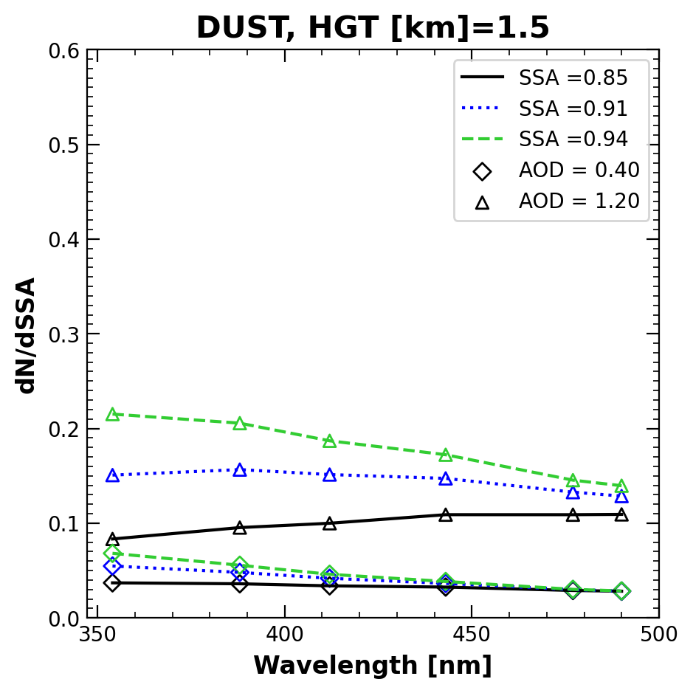 DUST, HGT [km]=1.5
SSA =0.85
SSA =0.91
SSA =0.94
AOD = 0.40
AOD = 1.20
dN/dSSA
0.6
0.5
0.4
0.3
0.2
0.1
0.0
350 400 450 500
Wavelength [nm]